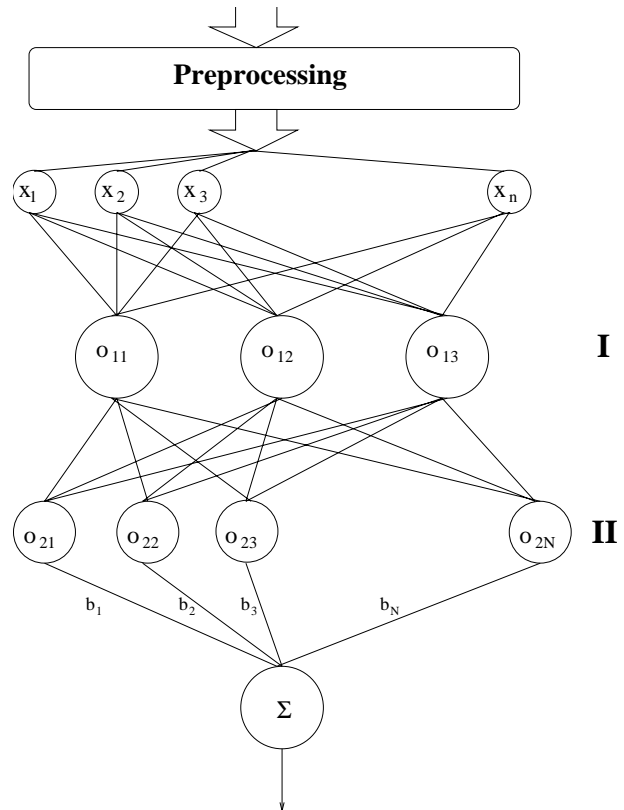 Preprocessing
x1 x2 x3 xn
o11 o12 o13 I
o21 o22 o23 o2N II
b1 b2 b3 bN
Σ